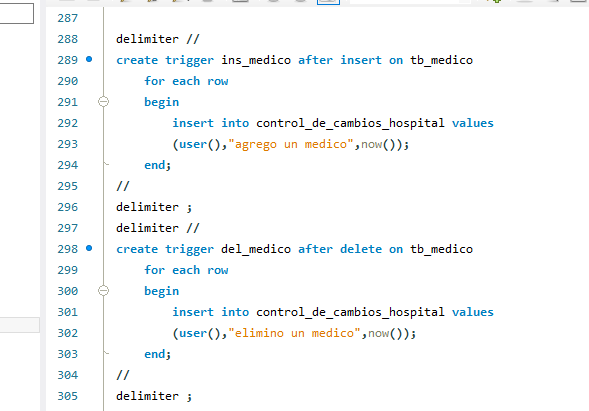 287
288 delimiter //
289 create trigger ins_medico after insert on tb_medico
290 for each row
291 begin
292 insert into control_de_cambios_hospital values
293 (user(),"agrego un medico",now());
294 end;
295 //
296 delimiter ;
297 delimiter //
298 create trigger del_medico after delete on tb_medico
299 for each row
300 begin
301 insert into control_de_cambios_hospital values
302 (user(),"elimino un medico",now());
303 end;
304 //
305 delimiter ;